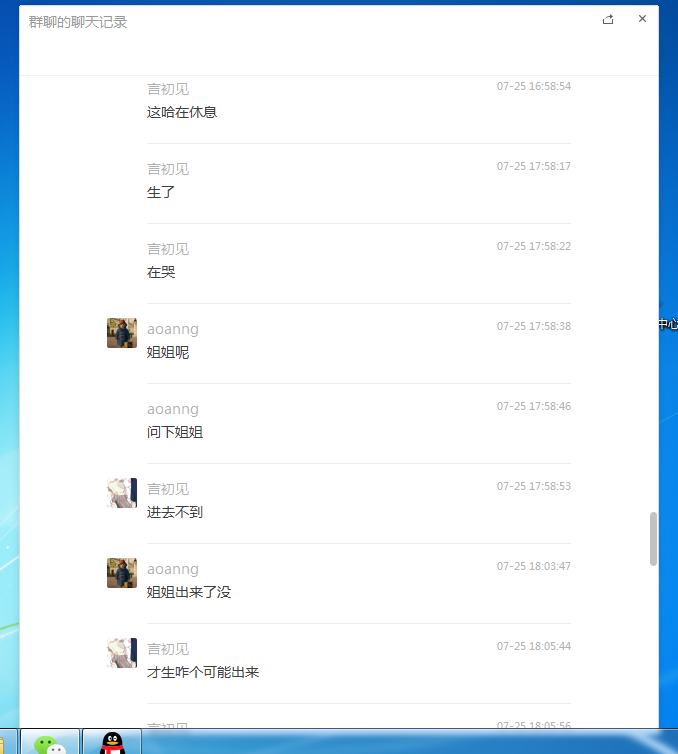 群聊的聊天记录
言初见
07-25 16:58:54
这哈在休息
言初见
07-25 17:58:17
生了
言初见
07-25 17:58:22
在哭
aoanng
07-25 17:58:38
姐姐呢
aoanng
07-25 17:58:46
问下姐姐
言初见
07-25 17:58:53
进去不到
aoanng
07-25 18:03:47
姐姐出来了没
言初见
07-25 18:05:44
才生咋个可能出来
言初见
07-25 18:05:56
中心